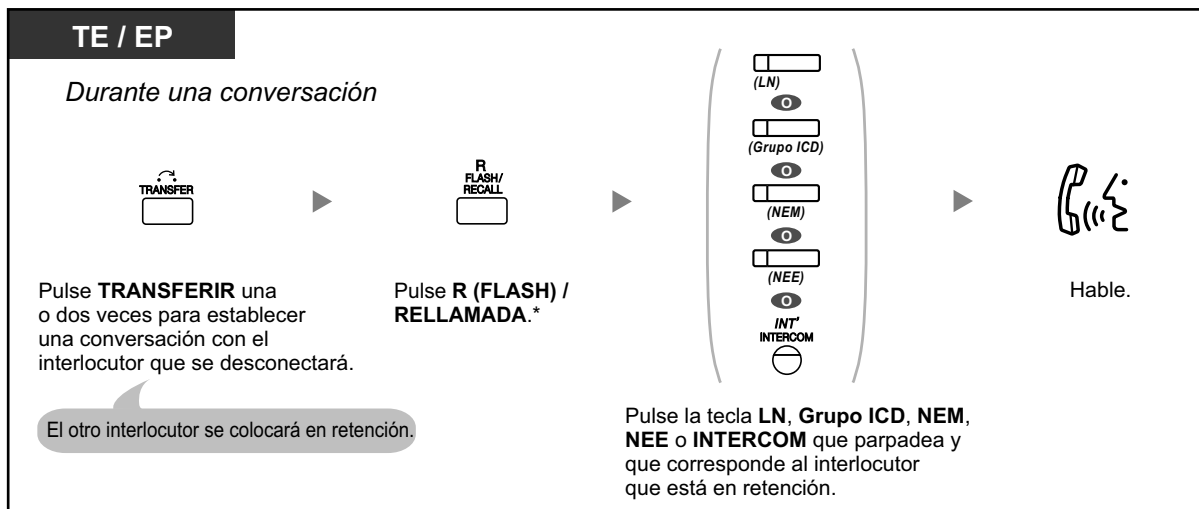 TE / EP
Durante una conversación
TRANSFER
Pulse TRANSFERIR una
o dos veces para establecer
una conversación con el
interlocutor que se desconectará.
El otro interlocutor se colocará en retención.
R
FLASH/
RECALL
Pulse R (FLASH) /
RELLAMADA.*
(LN)
O
(Grupo ICD)
O
(NEM)
O
(NEE)
O
INT'
INTERCOM
Pulse la tecla LN, Grupo ICD, NEM,
NEE o INTERCOM que parpadea y
que corresponde al interlocutor
que está en retención.
Hable.